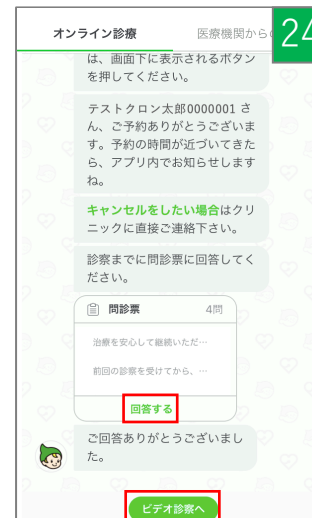 オンライン診療
医療機関から
24
は、画面下に表示されるボタン
を押してください。
テストクロン太郎0000001 さ
ん、ご予約ありがとうございま
す。予約の時間が近づいてきた
ら、アプリ内でお知らせします
ね。
キャンセルをしたい場合はクリ
ニックに直接ご連絡下さい。
診察までに問診票に回答してく
ださい。
問診票
4問
治療を安心して継続いただ…
前回の診察を受けてから、…
回答する
ご回答ありがとうございまし
た。
ビデオ診察へ